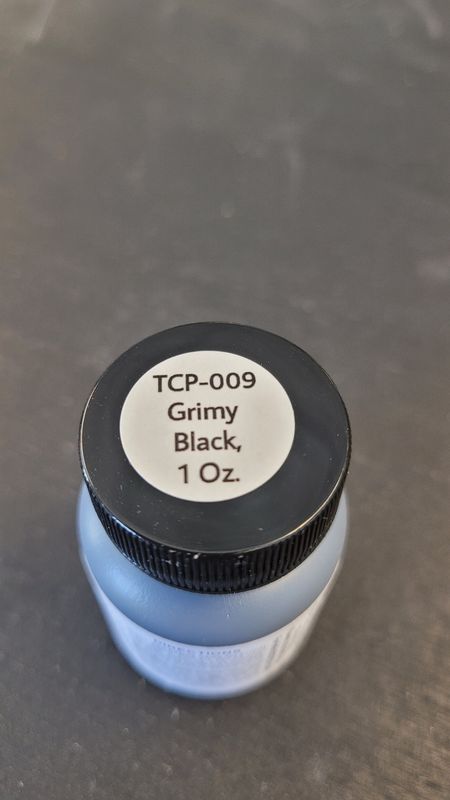 TCP-009
Grimy
Black,
1 Oz.